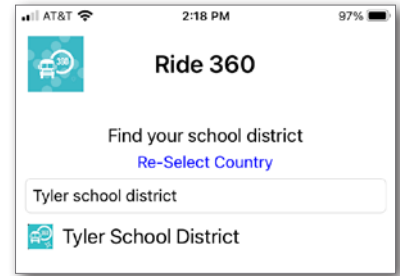 AT&T 2:18 PM 97%
360 Ride 360
Find your school district
Re-Select Country
Tyler school district
Tyler School District